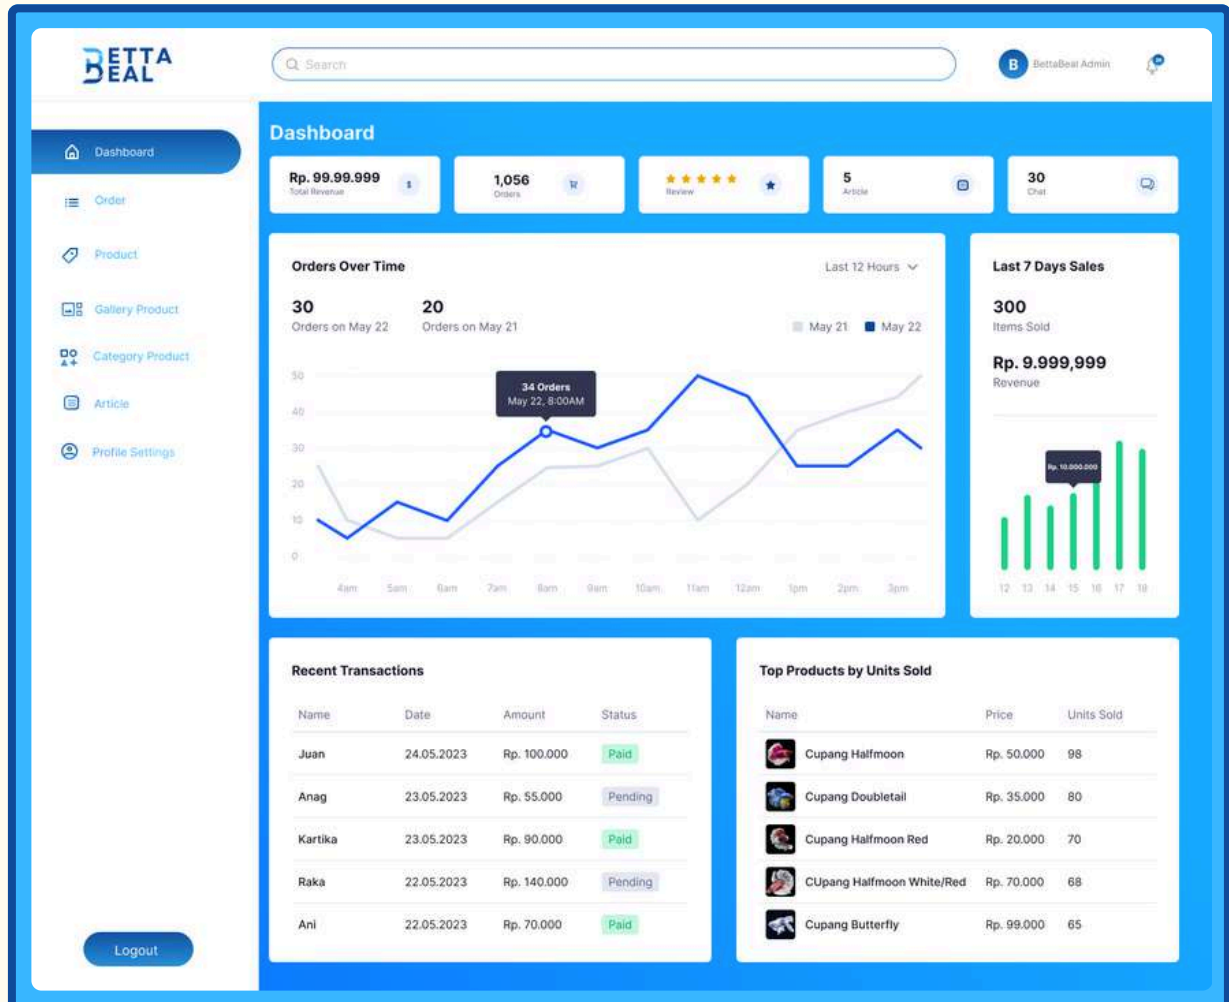 BETTA
BEAL
Search
B
BettaBeal Admin
Dashboard
Order
Product
Gallery Product
Category Product
Article
Profile Settings
Logout
Dashboard
Rp. 99.99.999
Total Revenue
$
1,056
Orders
Review
5
Article
30
Chat
Orders Over Time
Last 12 Hours
30
Orders on May 22
20
Orders on May 21
May 21
May 22
50
40
30
20
10
0
34 Orders
May 22, 8:00AM
4am 5am 6am 7am 8am 9am 10am 11am 12am 1pm 2pm 3pm
Last 7 Days Sales
300
Items Sold
Rp. 9.999,999
Revenue
Rp. 10.000.000
12 13 14 15 16 17 18
Recent Transactions
Name Date Amount Status
Juan 24.05.2023 Rp. 100.000 Paid
Anag 23.05.2023 Rp. 55.000 Pending
Kartika 23.05.2023 Rp. 90.000 Paid
Raka 22.05.2023 Rp. 140.000 Pending
Ani 22.05.2023 Rp. 70.000 Paid
Top Products by Units Sold
Name Price Units Sold
Cupang Halfmoon Rp. 50.000 98
Cupang Doubletail Rp. 35.000 80
Cupang Halfmoon Red Rp. 20.000 70
CUpang Halfmoon White/Red Rp. 70.000 68
Cupang Butterfly Rp. 99.000 65